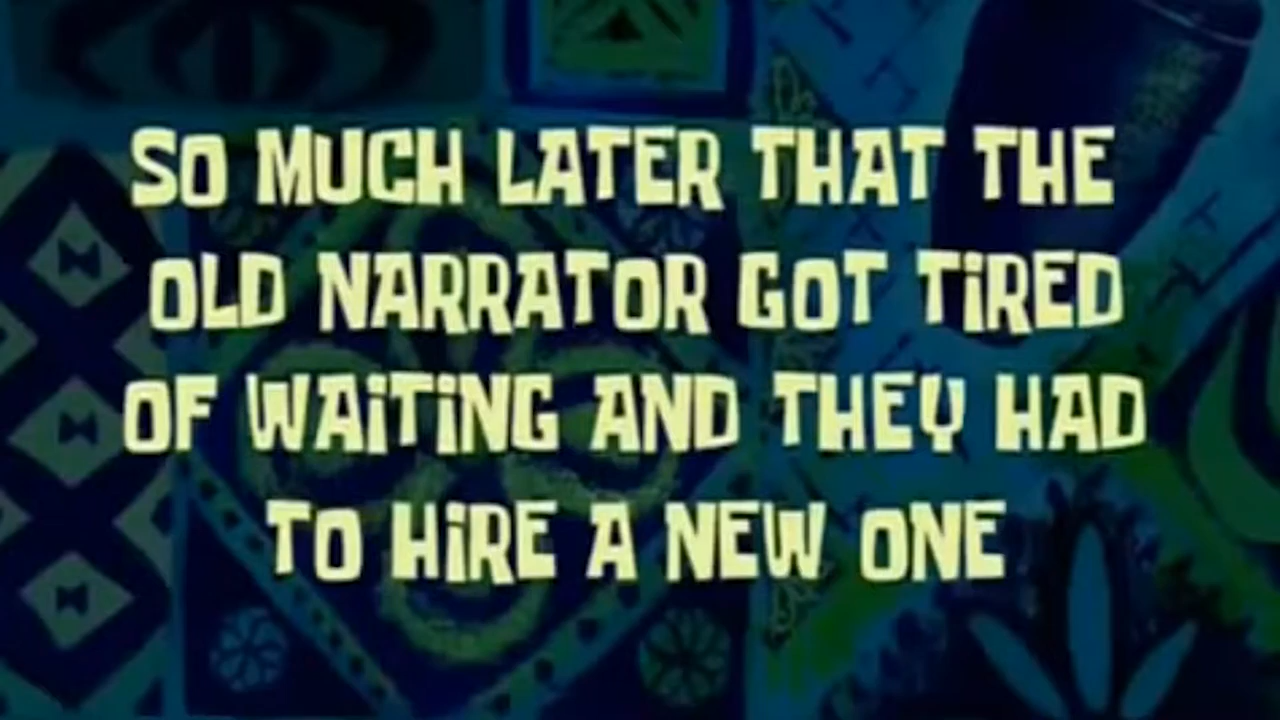 SO MUCH LATER THAT THE
OLD NARRATOR GOT TIRED
OF WAITING AND THEY HAD
TO HIRE A NEW ONE